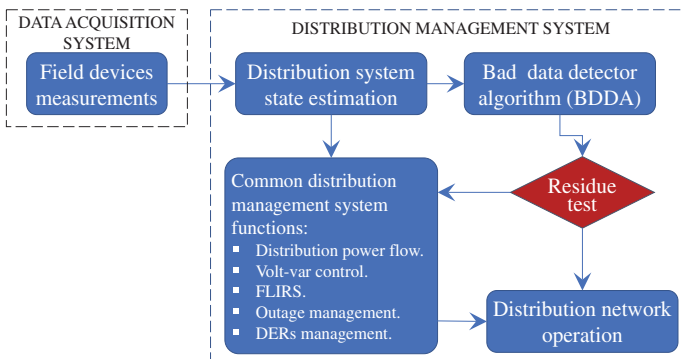 DATA ACQUISITION
SYSTEM
DISTRIBUTION MANAGEMENT SYSTEM
Field devices
measurements
Distribution system
state estimation
Bad data detector
algorithm (BDDA)
Residue
test
Common distribution
management system
functions:
▪ Distribution power flow.
▪ Volt-var control.
▪ FLIRS.
▪ Outage management.
▪ DERs management.
Distribution network
operation